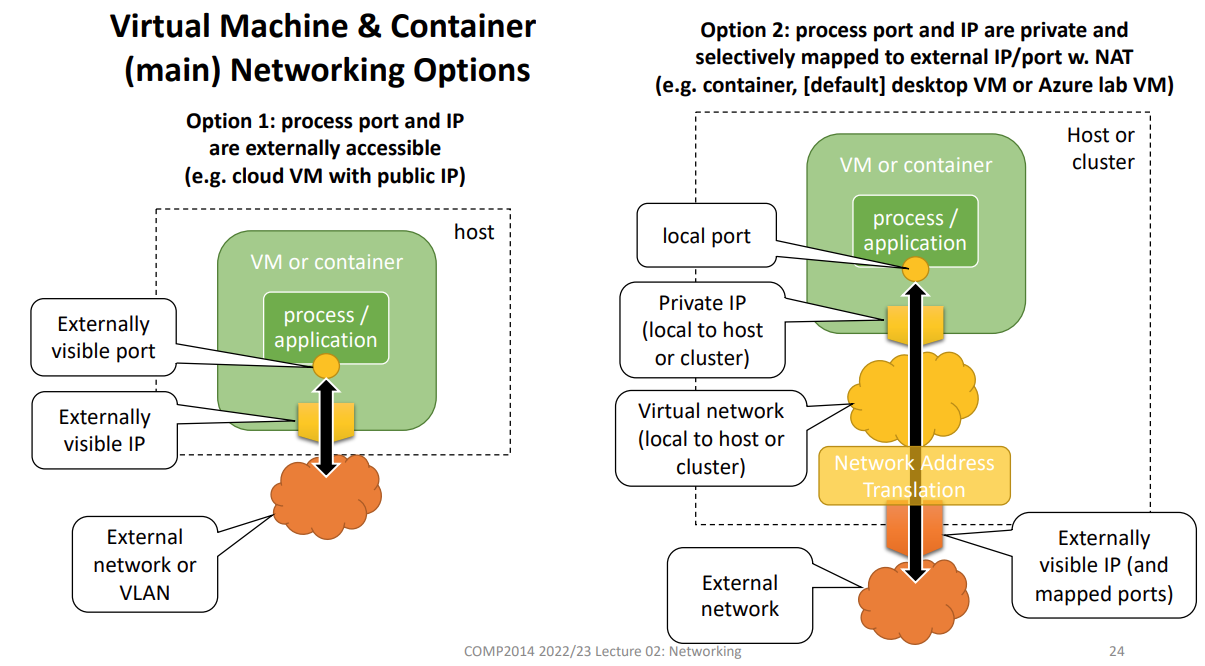 Virtual Machine & Container
(main) Networking Options
Option 1: process port and IP
are externally accessible
(e.g. cloud VM with public IP)
host
VM or container
process /
application
Externally
visible port
Externally
visible IP
External
network or
VLAN
Option 2: process port and IP are private and
selectively mapped to external IP/port w. NAT
(e.g. container, [default] desktop VM or Azure lab VM)
Host or
cluster
VM or container
process /
application
local port
Private IP
(local to host
or cluster)
Virtual network
(local to host or
cluster)
Network Address
Translation
Externally
visible IP (and
mapped ports)
External
network
COMP2014 2022/23 Lecture 02: Networking
24